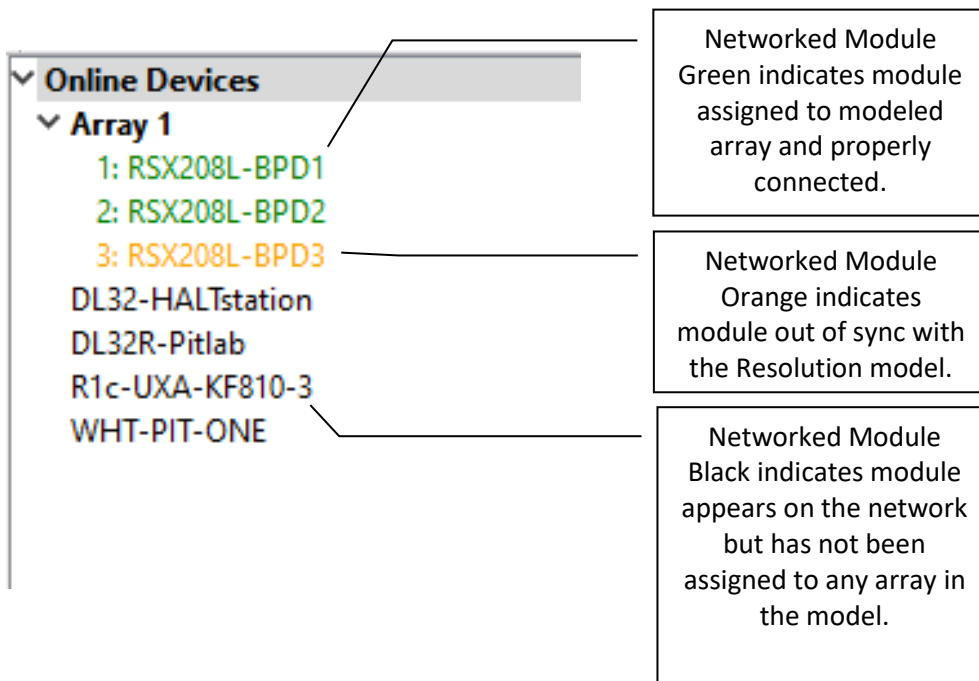 Online Devices
Array 1
1: RSX208L-BPD1
2: RSX208L-BPD2
3: RSX208L-BPD3
DL32-HALTstation
DL32R-Pitlab
R1c-UXA-KF810-3
WHT-PIT-ONE
Networked Module
Green indicates module
assigned to modeled
array and properly
connected.
Networked Module
Orange indicates
module out of sync with
the Resolution model.
Networked Module
Black indicates module
appears on the network
but has not been
assigned to any array in
the model.